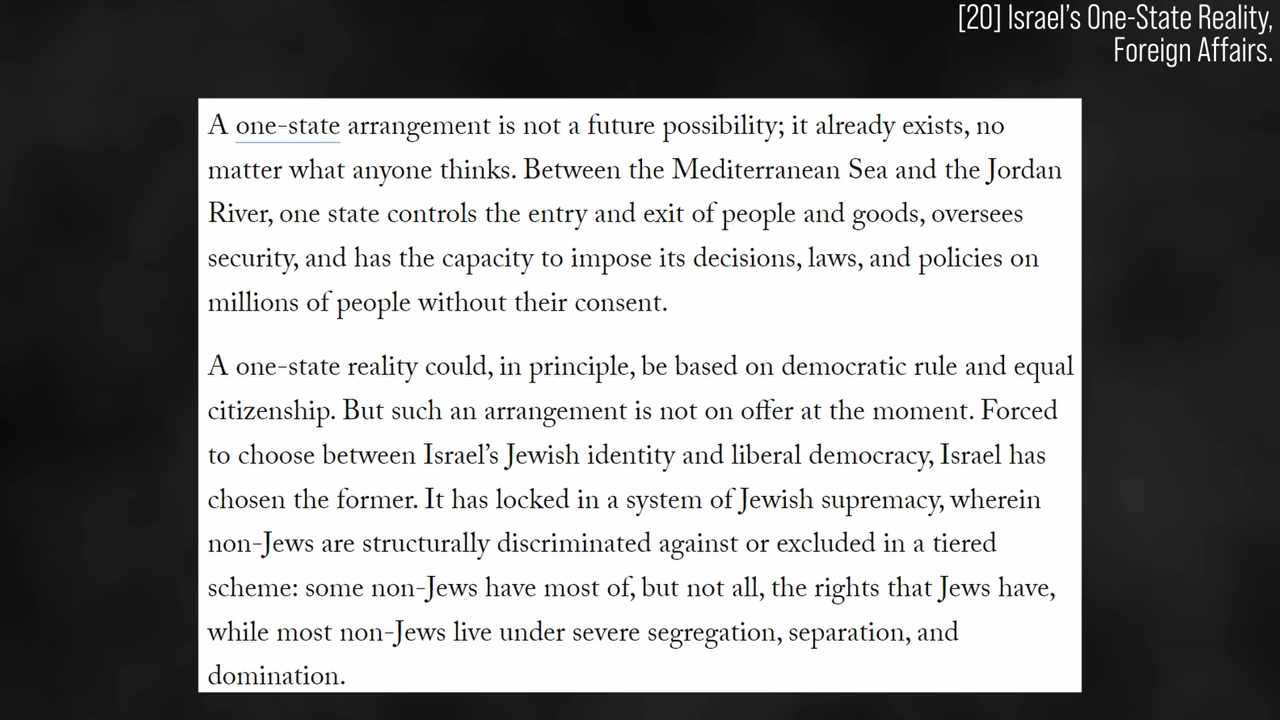 [20] Israel’s One-State Reality,
Foreign Affairs.
A one-state arrangement is not a future possibility; it already exists, no
matter what anyone thinks. Between the Mediterranean Sea and the Jordan
River, one state controls the entry and exit of people and goods, oversees
security, and has the capacity to impose its decisions, laws, and policies on
millions of people without their consent.
A one-state reality could, in principle, be based on democratic rule and equal
citizenship. But such an arrangement is not on offer at the moment. Forced
to choose between Israel’s Jewish identity and liberal democracy, Israel has
chosen the former. It has locked in a system of Jewish supremacy, wherein
non-Jews are structurally discriminated against or excluded in a tiered
scheme: some non-Jews have most of, but not all, the rights that Jews have,
while most non-Jews live under severe segregation, separation, and
domination.